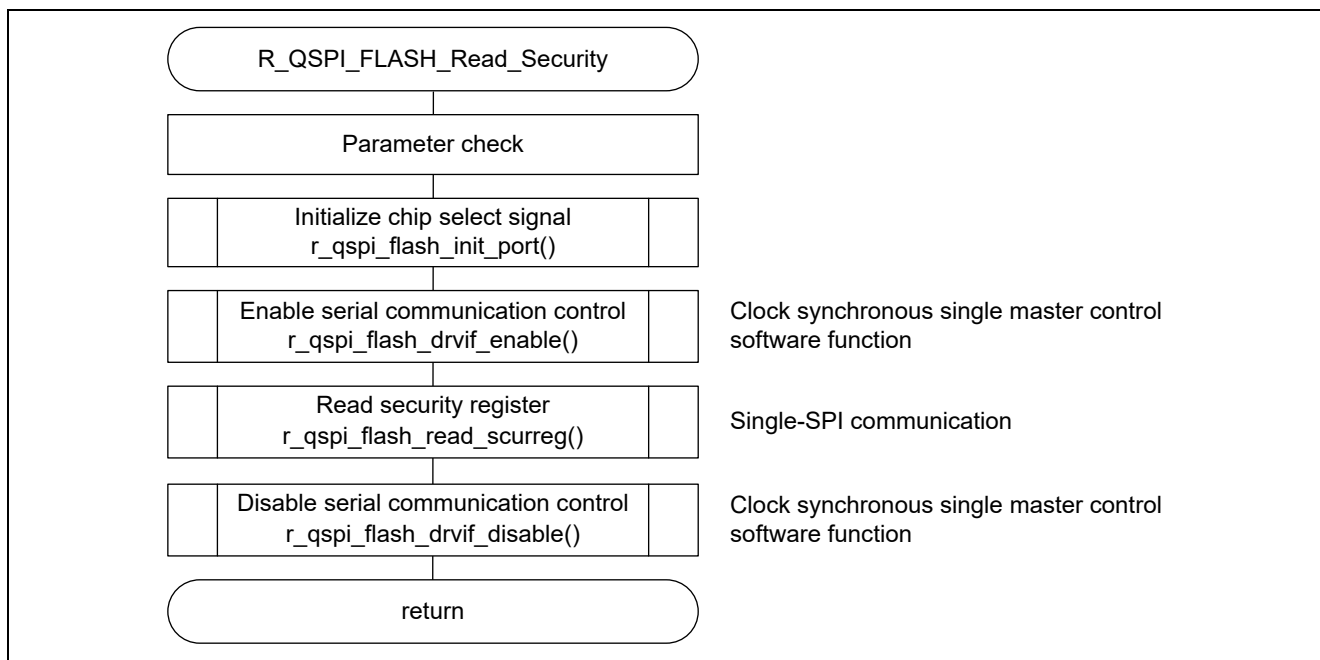 R_QSPI_FLASH_Read_Security
Parameter check
Initialize chip select signal
r_qspi_flash_init_port()
Enable serial communication control
r_qspi_flash_drvif_enable()
Clock synchronous single master control
software function
Read security register
r_qspi_flash_read_scurreg()
Single-SPI communication
Disable serial communication control
r_qspi_flash_drvif_disable()
Clock synchronous single master control
software function
return